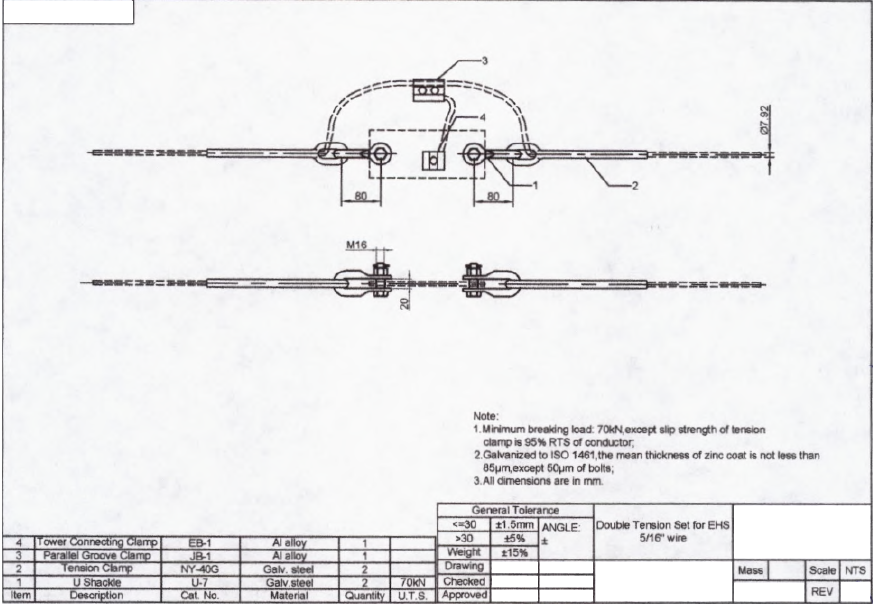 3
4
Ø7.92
1
2
80
80
M16
20
Note:
1.Minimum breaking load: 70kN,except slip strength of tension
clamp is 95% RTS of conductor;
2.Galvanized to ISO 1461,the mean thickness of zinc coat is not less than
85μm,except 50μm of bolts;
3.All dimensions are in mm.
General Tolerance
<=30 ±1.5mm ANGLE: ±
>30 ±5%
Weight ±15%
Double Tension Set for EHS
5/16" wire
Drawing
Checked
Approved
Mass Scale NTS
REV
4 Tower Connecting Clamp EB-1 Al alloy 1
3 Parallel Groove Clamp JB-1 Al alloy 1
2 Tension Clamp NY-40G Galv. steel 2
1 U Shackle U-7 Galv.steel 2 70kN
Item Description Cat. No. Material Quantity U.T.S.